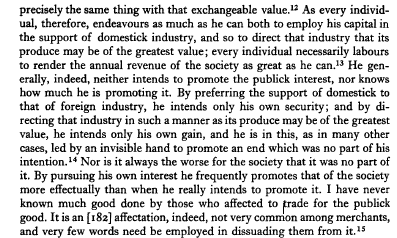 precisely the same thing with that exchangeable value.¹² As every individ-
ual, therefore, endeavours as much as he can both to employ his capital in
the support of domestick industry, and so to direct that industry that its
produce may be of the greatest value; every individual necessarily labours
to render the annual revenue of the society as great as he can.¹³ He gen-
erally, indeed, neither intends to promote the publick interest, nor knows
how much he is promoting it. By preferring the support of domestick to
that of foreign industry, he intends only his own security; and by di-
recting that industry in such a manner as its produce may be of the greatest
value, he intends only his own gain, and he is in this, as in many other
cases, led by an invisible hand to promote an end which was no part of his
intention.¹⁴ Nor is it always the worse for the society that it was no part of
it. By pursuing his own interest he frequently promotes that of the society
more effectually than when he really intends to promote it. I have never
known much good done by those who affected to trade for the publick
good. It is an [182] affectation, indeed, not very common among merchants,
and very few words need be employed in dissuading them from it.¹⁵